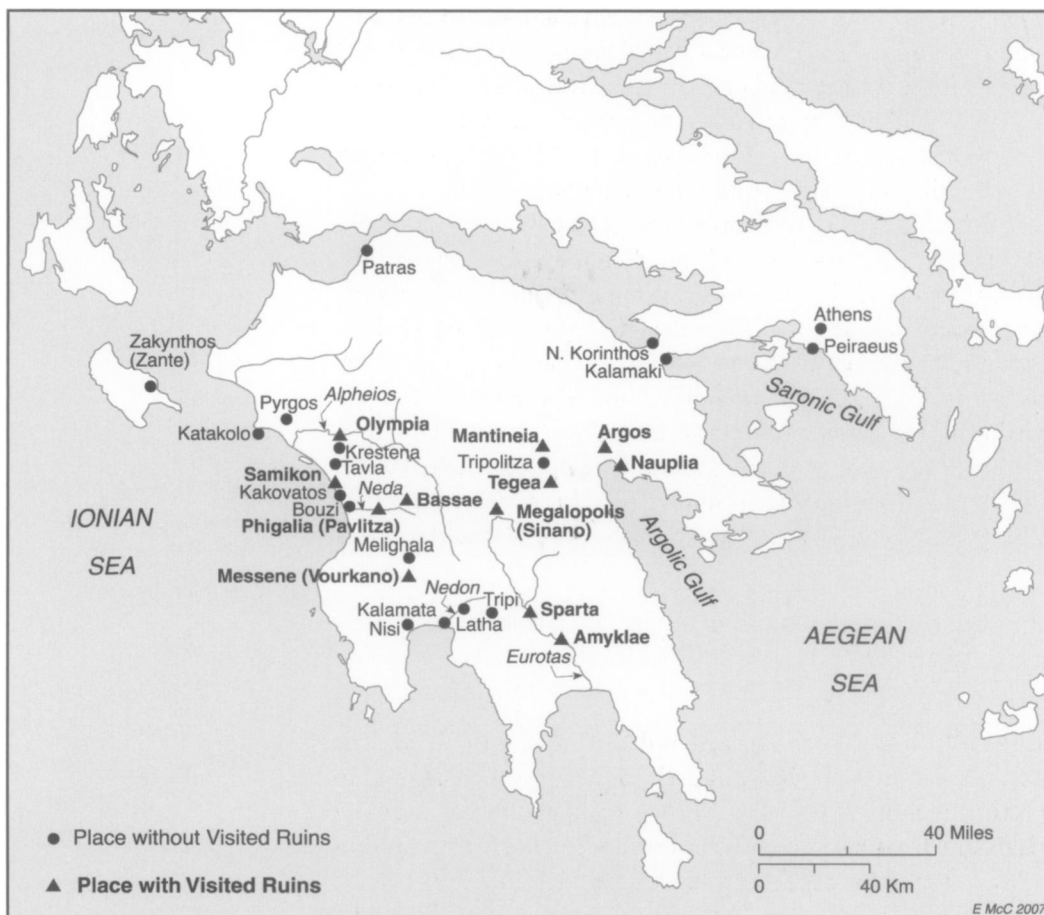 Patras
Athens
Peiraeus
N. Korinthos
Kalamaki
Saronic Gulf
Zakynthos
(Zante)
Pyrgos
Alpheios
Katakolo
Olympia
Krestena
Tavla
Samikon
Kakovatos
Neda
Bouzi
Bassae
Phigalia (Pavlitza)
Mantineia
Tripolitza
Tegea
Argos
Nauplia
Megalopolis
(Sinano)
Argolic Gulf
IONIAN
SEA
Melighala
Messene (Vourkano)
Nedon
Tripi
Kalamata
Nisi
Latha
Sparta
Amyklae
Eurotas
AEGEAN
SEA
Place without Visited Ruins
Place with Visited Ruins
0 40 Miles
0 40 Km
E McC 2007